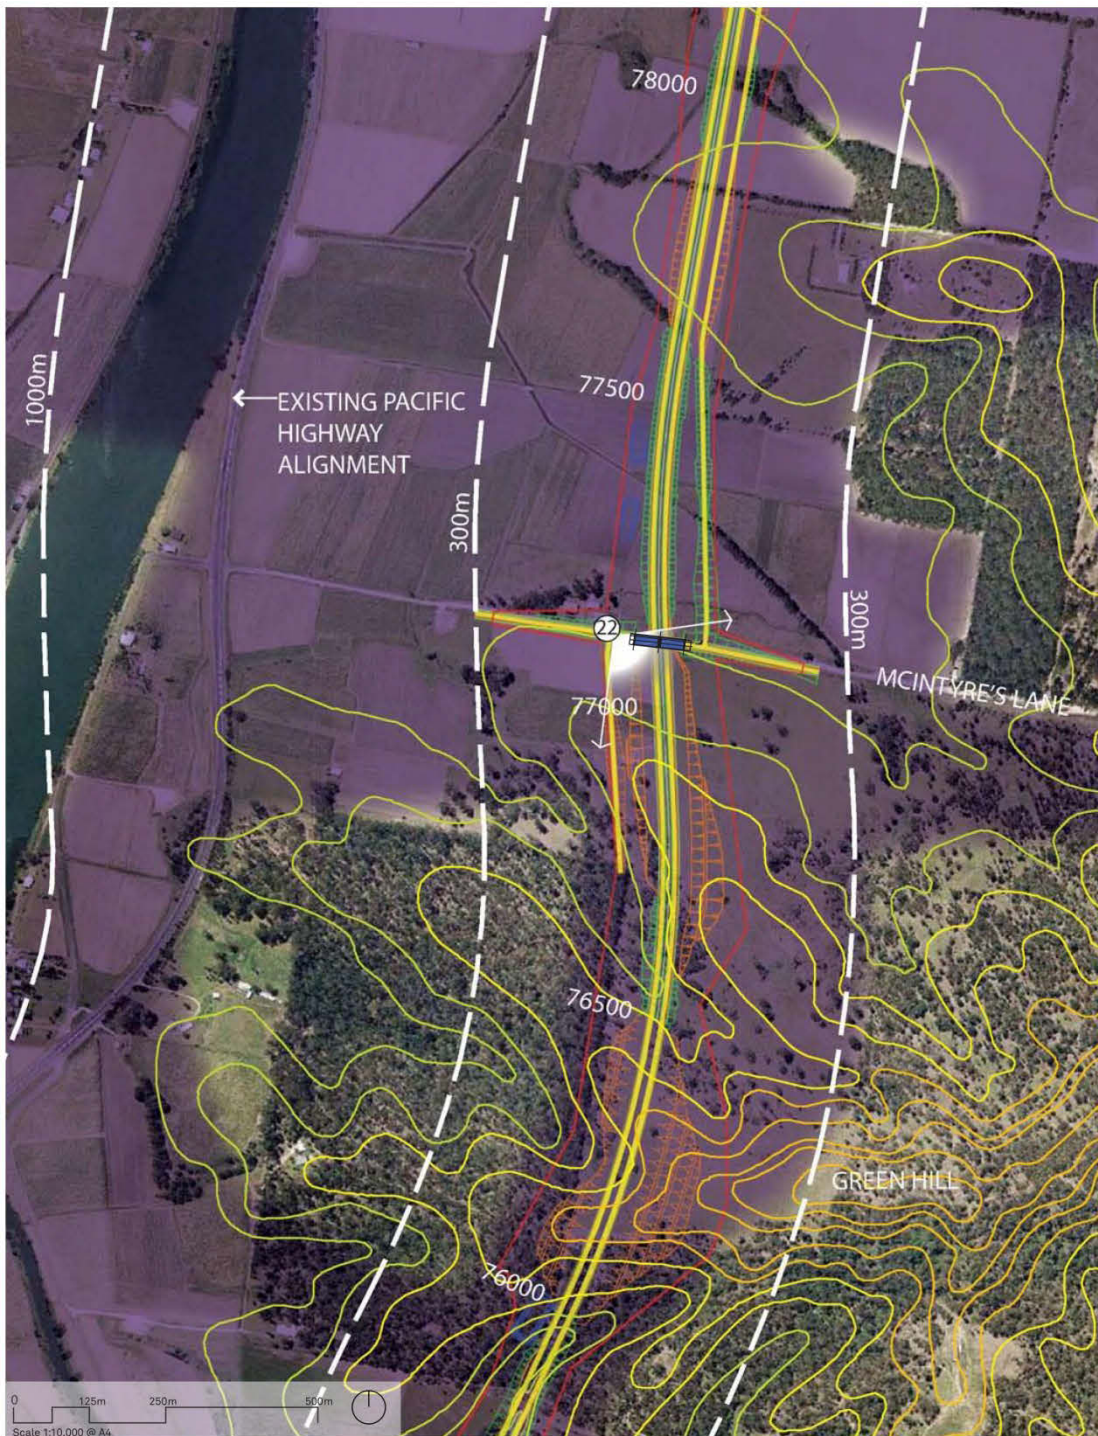 78000
77500
1000m
EXISTING PACIFIC
HIGHWAY
ALIGNMENT
300m
300m
22
MCINTYRE'S LANE
77000
76500
GREEN HILL
76000
0 125m 250m 500m
Scale 1:10,000 @ A4